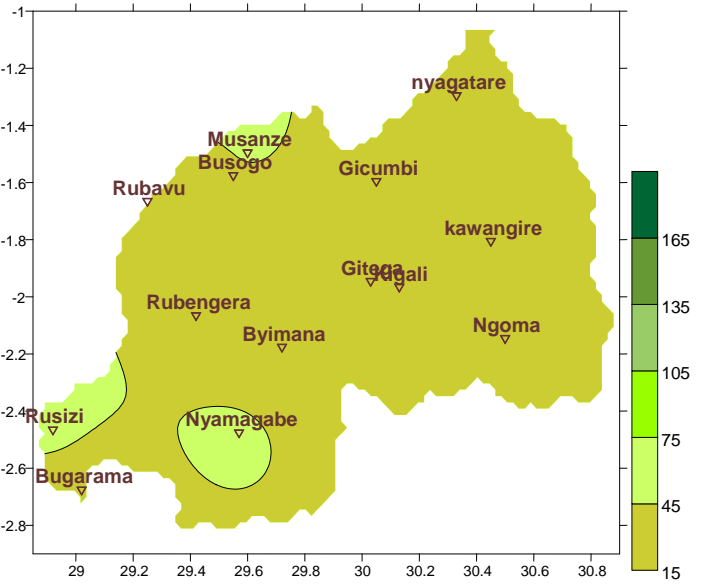 -1
-1.2
nyagatare
-1.4
Musanze
Busogo
Gicumbi
-1.6
Rubavu
kawangire
-1.8
165
Gitega
Kigali
-2
Rubengera
135
Byimana
Ngoma
-2.2
105
-2.4
Rusizi
Nyamagabe
75
-2.6
Bugarama
45
-2.8
15
29 29.2 29.4 29.6 29.8 30 30.2 30.4 30.6 30.8